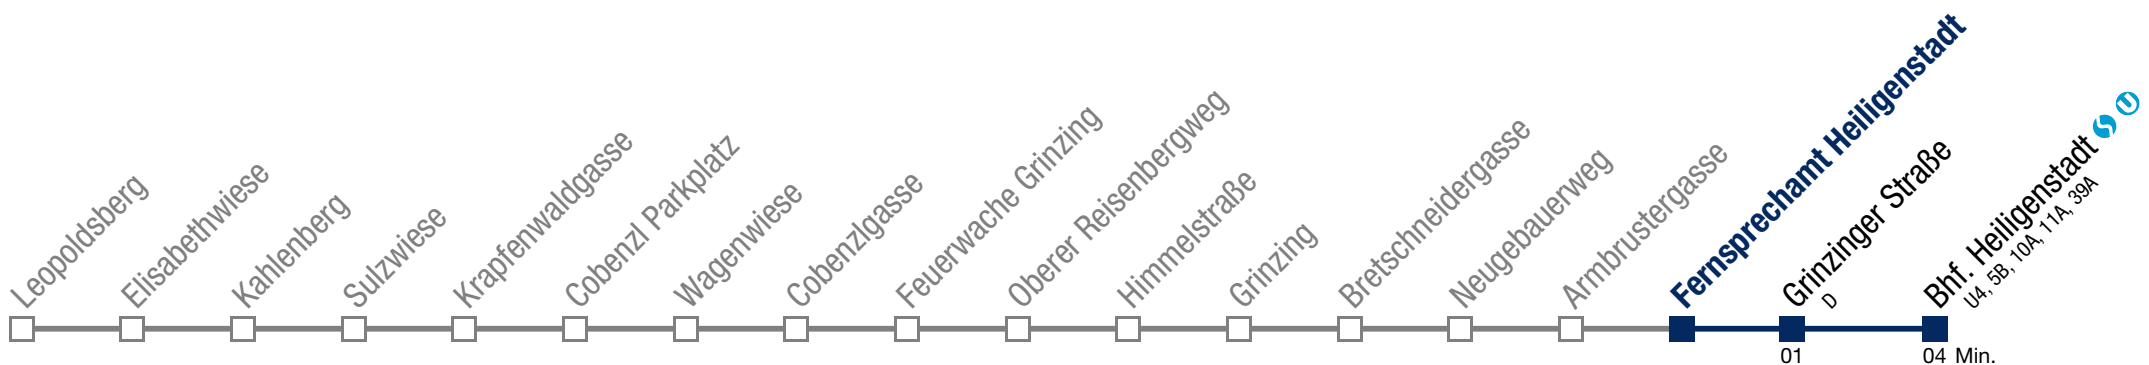 Leopoldsberg
Elisabethwiese
Kahlenberg
Sulzwiese
Krapfenwaldgasse
Cobenzl Parkplatz
Wagenwiese
Cobenzlgasse
Feuerwache Grinzing
Oberer Reisenbergweg
Himmelstraße
Grinzing
Bretschneidergasse
Neugebauerweg
Armbrustergasse
Fernsprechamt Heiligenstadt
Grinzinger Straße
D
Bhf. Heiligenstadt S U
U4, 5B, 10A, 11A, 39A
01
04 Min.